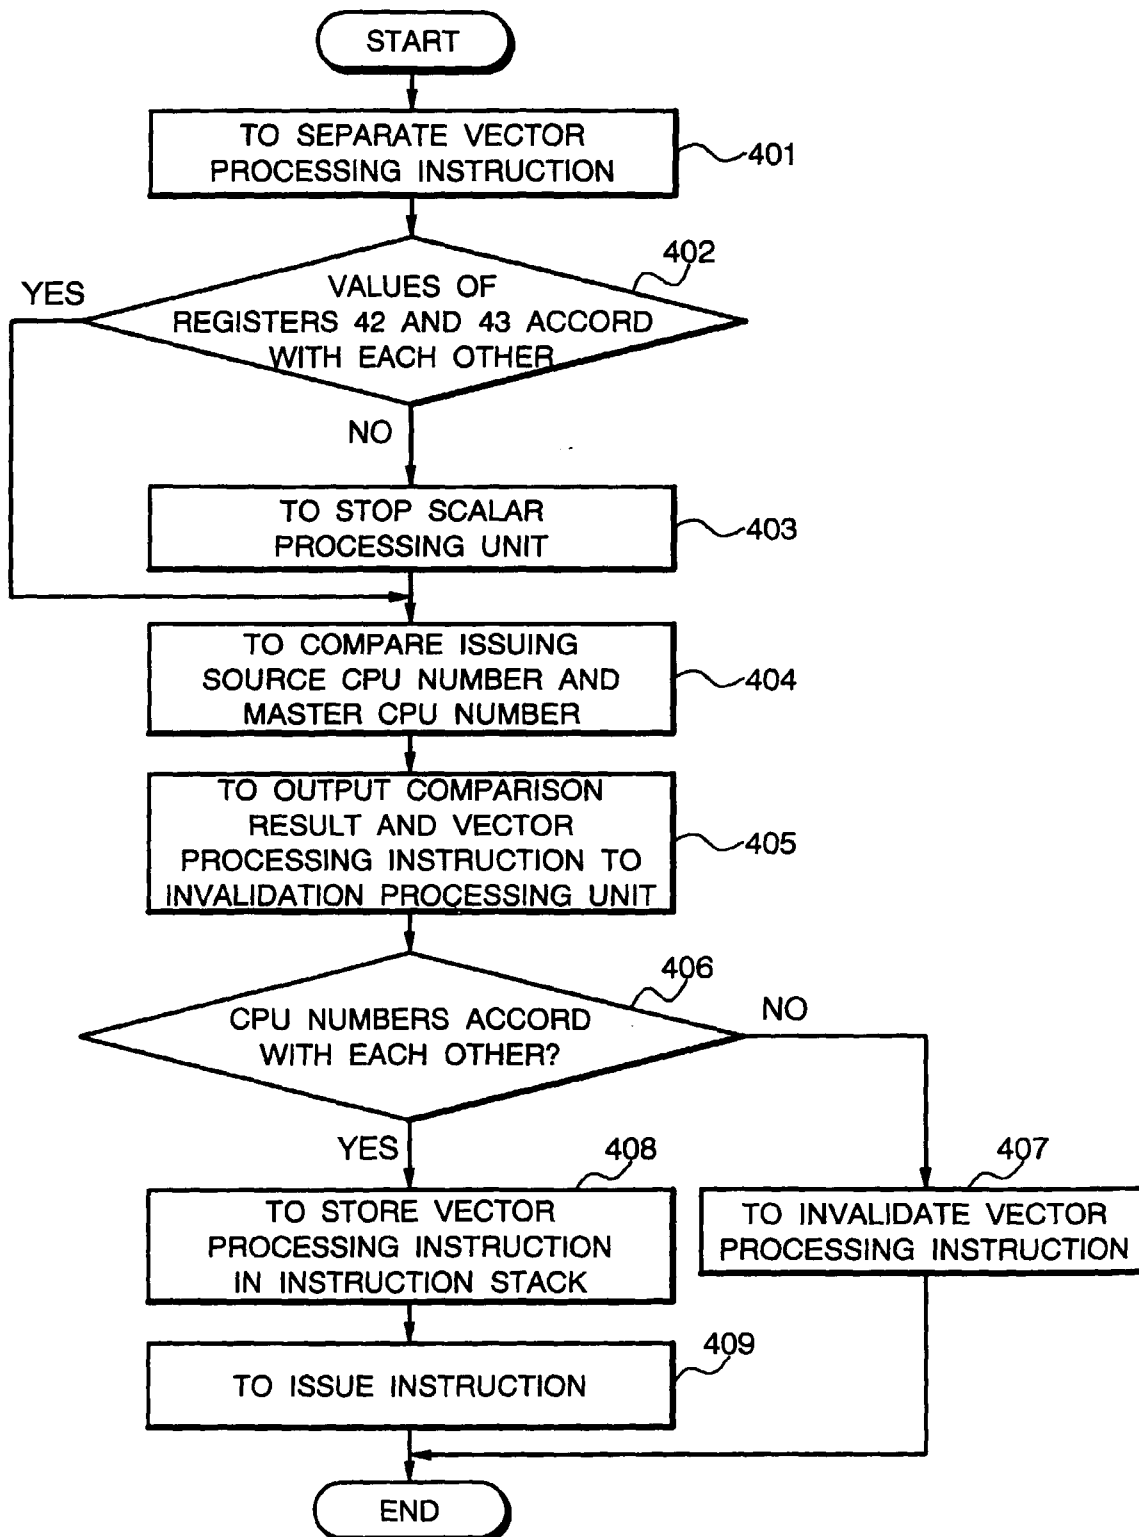 START
TO SEPARATE VECTOR
PROCESSING INSTRUCTION
401
402
YES
VALUES OF
REGISTERS 42 AND 43 ACCORD
WITH EACH OTHER
NO
TO STOP SCALAR
PROCESSING UNIT
403
TO COMPARE ISSUING
SOURCE CPU NUMBER AND
MASTER CPU NUMBER
404
TO OUTPUT COMPARISON
RESULT AND VECTOR
PROCESSING INSTRUCTION TO
INVALIDATION PROCESSING UNIT
405
406
CPU NUMBERS ACCORD
WITH EACH OTHER?
NO
YES
408
TO STORE VECTOR
PROCESSING INSTRUCTION
IN INSTRUCTION STACK
407
TO INVALIDATE VECTOR
PROCESSING INSTRUCTION
409
TO ISSUE INSTRUCTION
END